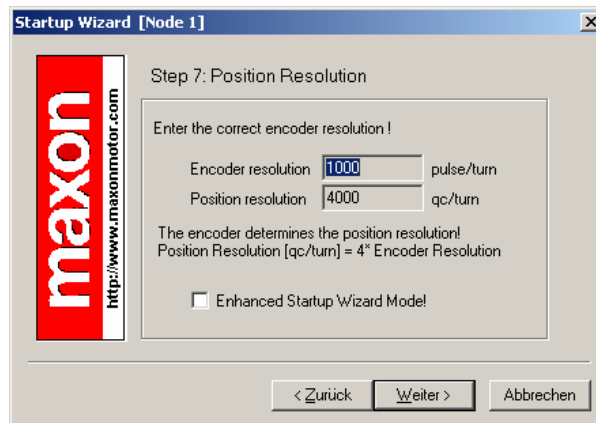 Startup Wizard [Node 1]
maxon
http://www.maxonmotor.com
Step 7: Position Resolution
Enter the correct encoder resolution !
Encoder resolution 1000 pulse/turn
Position resolution 4000 qc/turn
The encoder determines the position resolution!
Position Resolution [qc/turn] = 4* Encoder Resolution
Enhanced Startup Wizard Mode!
< Zurück Weiter > Abbrechen